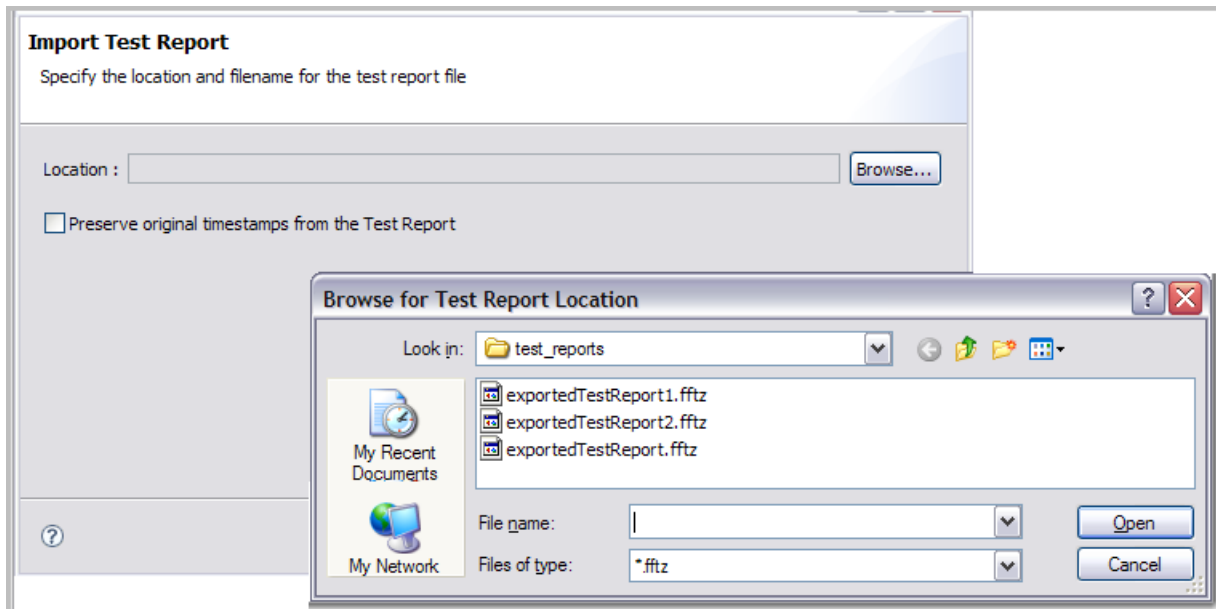 Import Test Report
Specify the location and filename for the test report file
Location :
Browse...
Preserve original timestamps from the Test Report
Browse for Test Report Location
Look in:
test_reports
exportedTestReport1.fftz
exportedTestReport2.fftz
exportedTestReport.fftz
My Recent
Documents
My Network
File name:
Open
Files of type:
*.fftz
Cancel